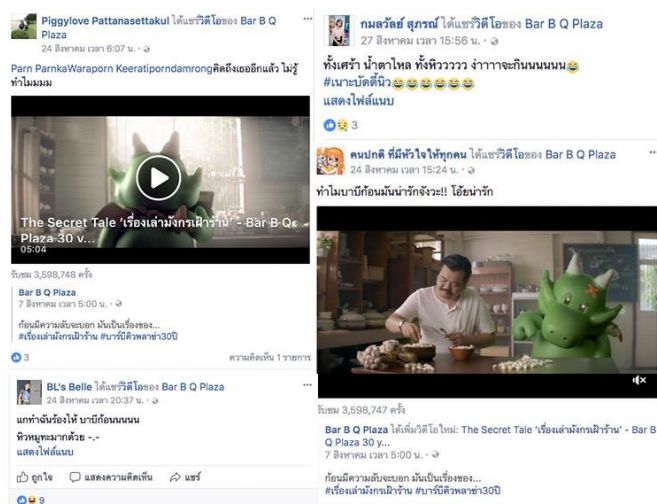 Piggylove Pattanasettakul ได้แชร์วิดีโอของ Bar B Q
Plaza
24 สิงหาคม เวลา 6:07 น. ·
Parn ParnkaWaraporn Keeratiporndamrongคิดถึงเธออีกแล้ว ไม่รู้
ทำไมมมม
The Secret Tale 'เรื่องเล่ามังกรเฝ้าร้าน' - Bar B Q
Plaza 30  y...
05:04
รับชม 3,598,748 ครั้ง
Bar B Q Plaza
7 สิงหาคม เวลา 5:00 น. ·
ก้อนมีความลับจะบอก มันเป็นเรื่องของ...
#เรื่องเล่ามังกรเฝ้าร้าน #บาร์บีคิวพลาซ่า30ปี
3
ความคิดเห็น 1 รายการ
BL's Belle ได้แชร์วิดีโอของ Bar B Q Plaza
24 สิงหาคม เวลา 20:37 น. ·
แกทำฉันร้องไห้ บาบีก้อนนนนน
หิวหมูทะมากด้วย -.-
แสดงไฟล์แนบ
ถูกใจ แสดงความคิดเห็น แชร์
9
กมลวัลย์ สุภรณ์ ได้แชร์วิดีโอของ Bar B Q Plaza
27 สิงหาคม เวลา 15:56 น. ·
ทั้งเศร้า น้ำตาไหล ทั้งหิววววว ง่าาาาจะกินนนนนน😂
#เนาะบัดตี้นิว😂😂😂😂😂😂
แสดงไฟล์แนบ
3
คนปกติ ที่มีหัวใจให้ทุกคน ได้แชร์วิดีโอของ Bar B Q Plaza
24 สิงหาคม เวลา 15:24 น. ·
ทำไมบาบีก้อนมันน่ารักจังวะ!! โอ้ยน่ารัก
รับชม 3,598,747 ครั้ง
Bar B Q Plaza ได้เพิ่มวิดีโอใหม่: The Secret Tale 'เรื่องเล่ามังกรเฝ้าร้าน' - Bar B
Q Plaza 30 y...
7 สิงหาคม เวลา 5:00 น. ·
ก้อนมีความลับจะบอก มันเป็นเรื่องของ...
#เรื่องเล่ามังกรเฝ้าร้าน #บาร์บีคิวพลาซ่า30ปี